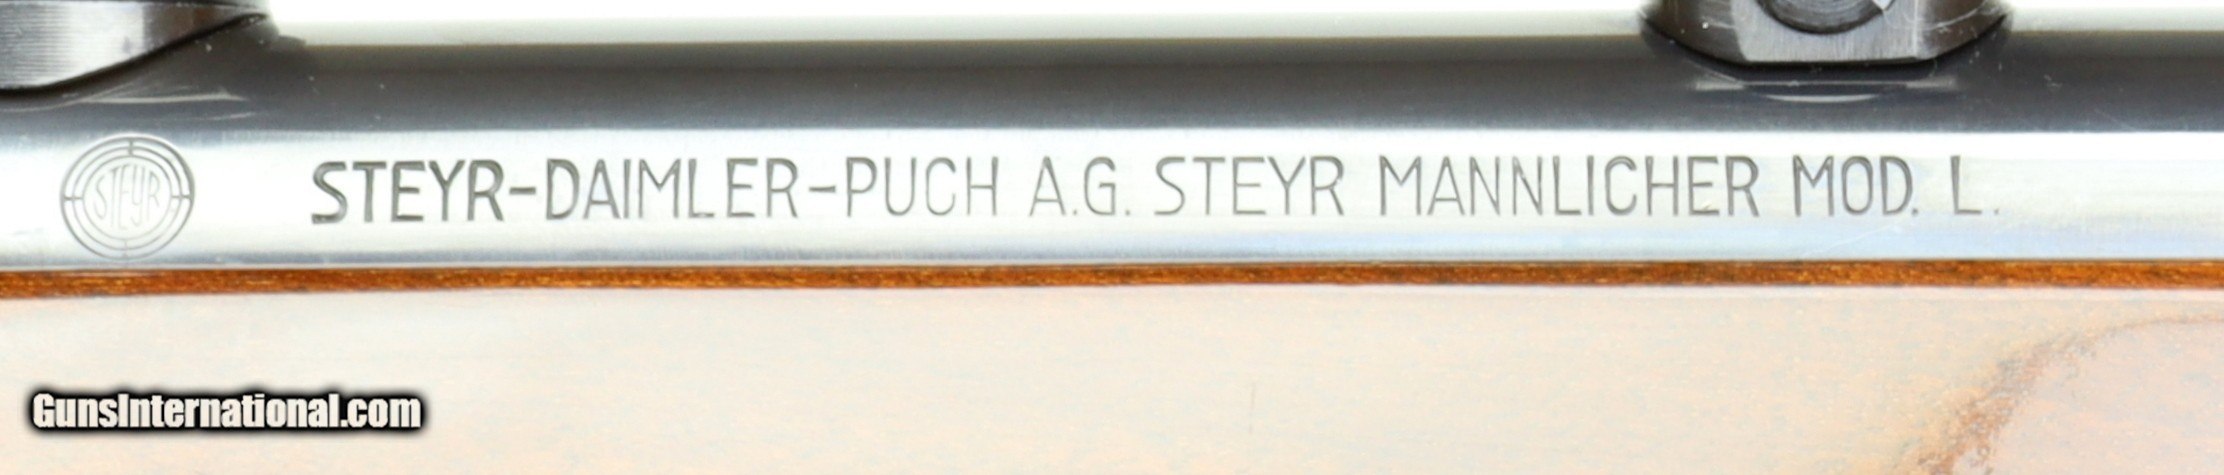 STEYR
STEYR-DAIMLER-PUCH A.G. STEYR MANNLICHER MOD. L.
GunsInternational.com